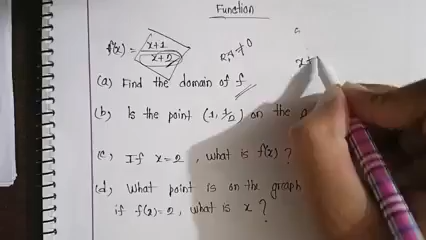 Function
f(x) = x+1
x+2
≠ 0
x+
(a) Find the domain of f
(b) Is the point (1, 1/2) on the
(c) If x=2, what is f(x)?
(d) What point is on the graph
if f(x)=2, what is x?